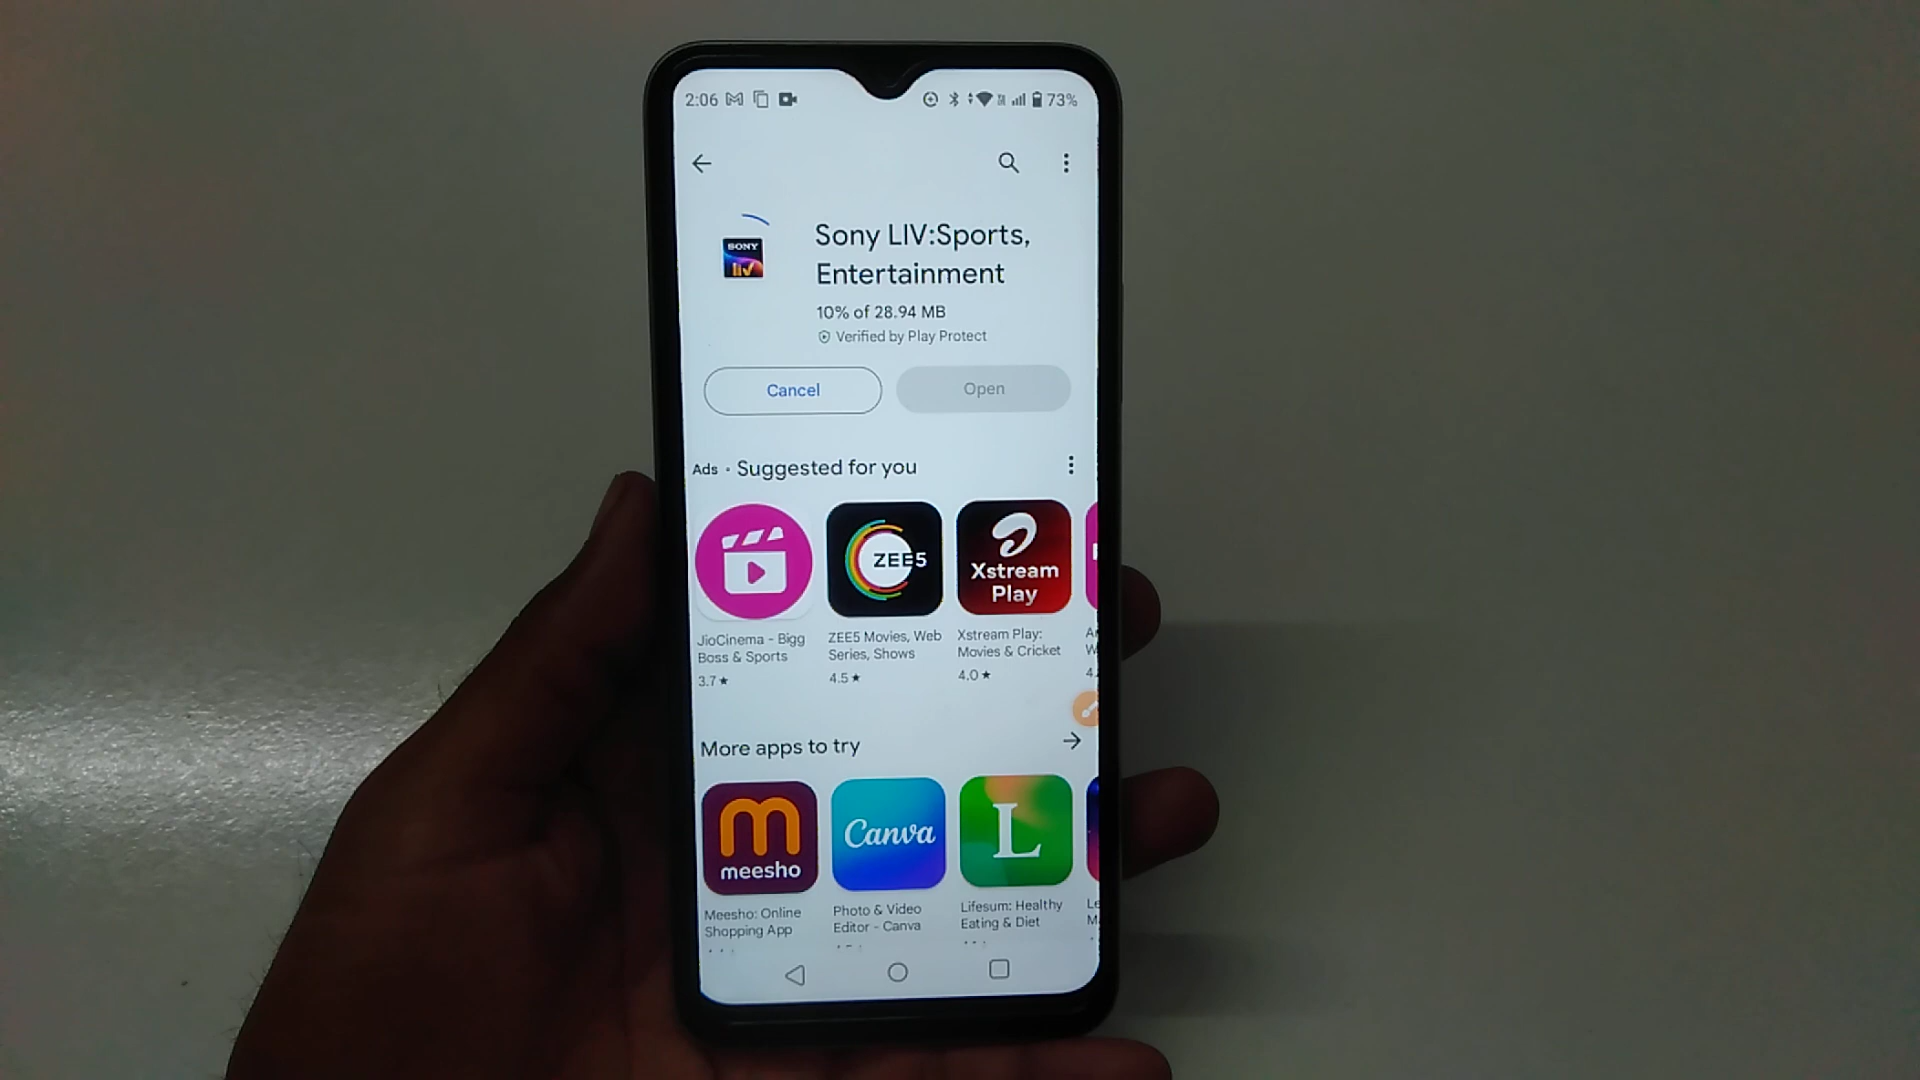 2:06 73%
SONY
liv
Sony LIV:Sports,
Entertainment
10% of 28.94 MB
Verified by Play Protect
Cancel Open
Ads · Suggested for you
ZEE5
Xstream
Play
JioCinema - Bigg
Boss & Sports
3.7★
ZEE5 Movies, Web
Series, Shows
4.5★
Xstream Play:
Movies & Cricket
4.0★
More apps to try
meesho
Canva
L
Meesho: Online
Shopping App
Photo & Video
Editor - Canva
Lifesum: Healthy
Eating & Diet